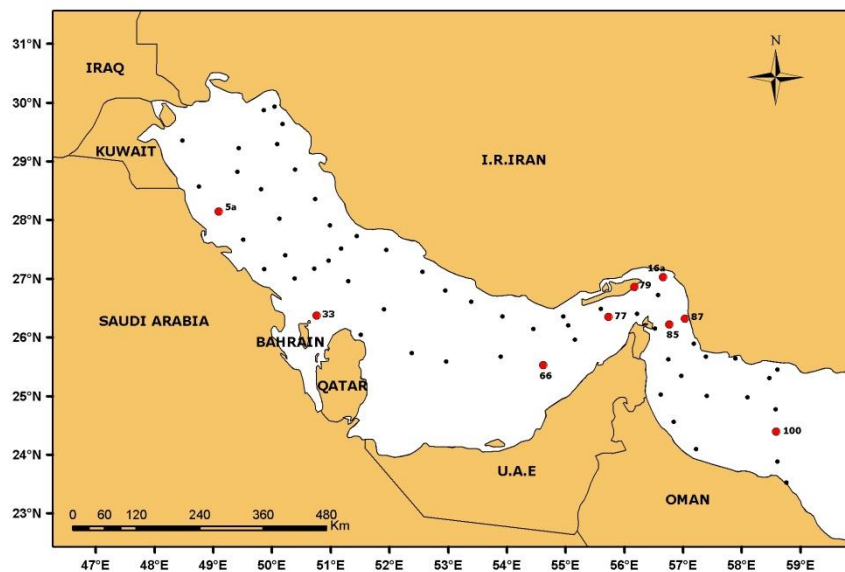 N
31°N
IRAQ
30°N
KUWAIT
29°N
I.R.IRAN
5a
28°N
27°N
16a
79
33
77
87
SAUDI ARABIA
26°N
BAHRAIN
85
66
QATAR
25°N
100
24°N
U.A.E
OMAN
23°N
0 60 120 240 360 480
Km
47°E 48°E 49°E 50°E 51°E 52°E 53°E 54°E 55°E 56°E 57°E 58°E 59°E